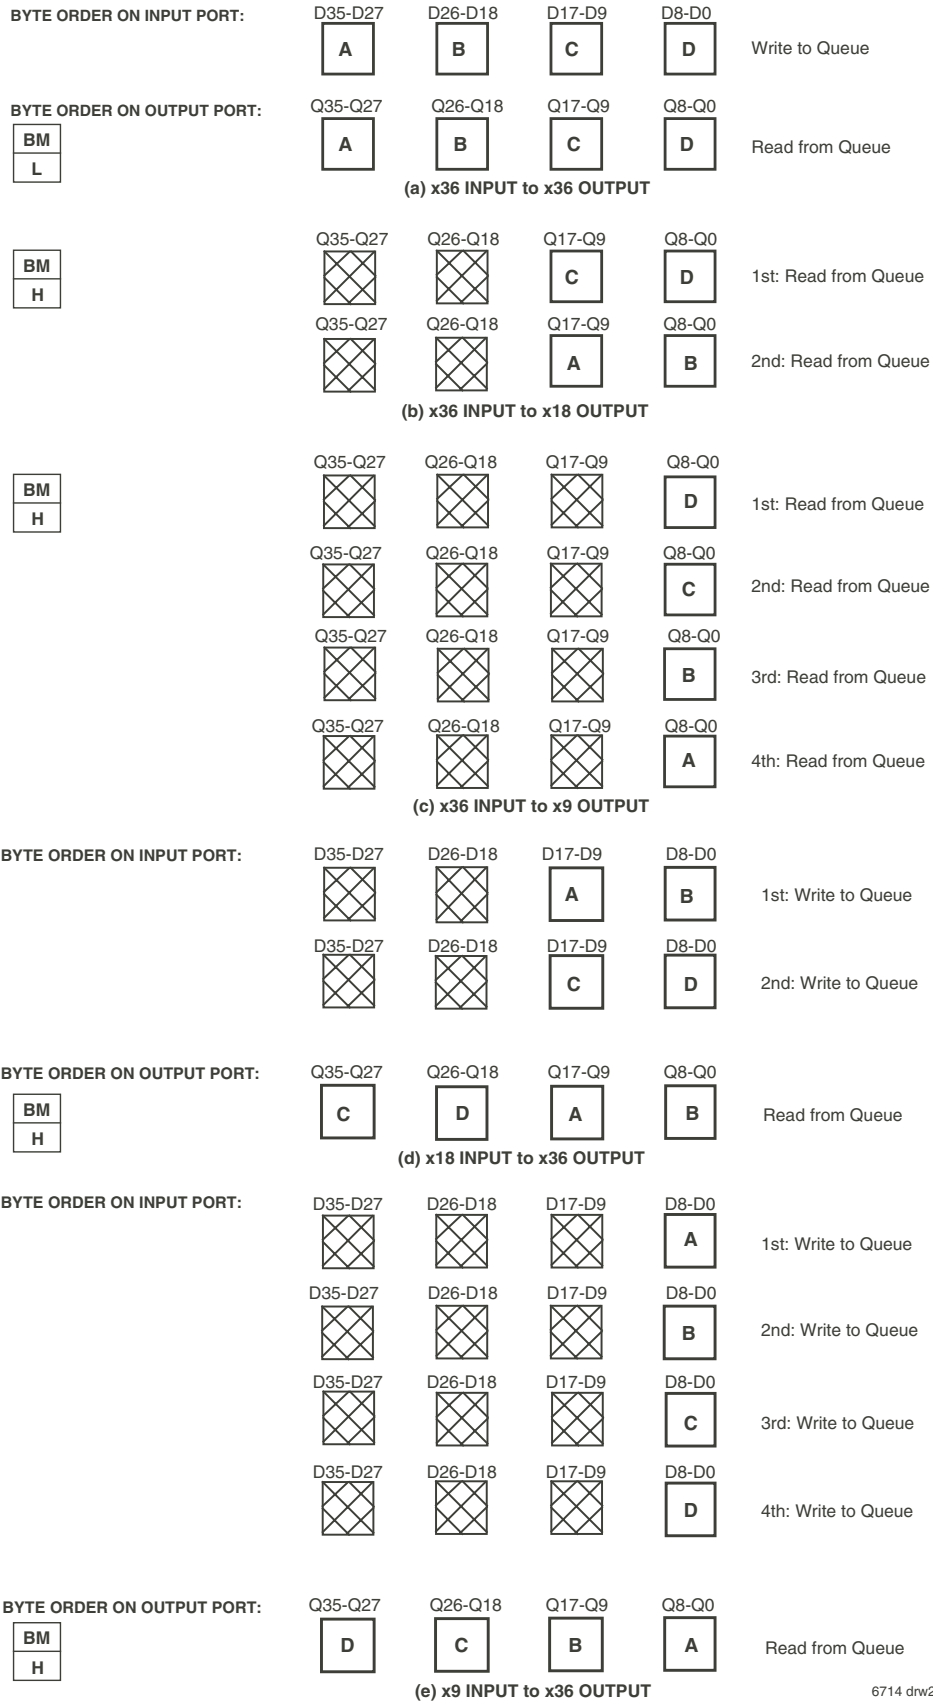 BYTE ORDER ON INPUT PORT: D35-D27 D26-D18 D17-D9 D8-D0
A B C D Write to Queue
BYTE ORDER ON OUTPUT PORT: Q35-Q27 Q26-Q18 Q17-Q9 Q8-Q0
BM
L
A B C D Read from Queue
(a) x36 INPUT to x36 OUTPUT
Q35-Q27 Q26-Q18 Q17-Q9 Q8-Q0
BM
H
C D 1st: Read from Queue
Q35-Q27 Q26-Q18 Q17-Q9 Q8-Q0
A B 2nd: Read from Queue
(b) x36 INPUT to x18 OUTPUT
Q35-Q27 Q26-Q18 Q17-Q9 Q8-Q0
BM
H
D 1st: Read from Queue
Q35-Q27 Q26-Q18 Q17-Q9 Q8-Q0
C 2nd: Read from Queue
Q35-Q27 Q26-Q18 Q17-Q9 Q8-Q0
B 3rd: Read from Queue
Q35-Q27 Q26-Q18 Q17-Q9 Q8-Q0
A 4th: Read from Queue
(c) x36 INPUT to x9 OUTPUT
BYTE ORDER ON INPUT PORT: D35-D27 D26-D18 D17-D9 D8-D0
A B 1st: Write to Queue
D35-D27 D26-D18 D17-D9 D8-D0
C D 2nd: Write to Queue
BYTE ORDER ON OUTPUT PORT: Q35-Q27 Q26-Q18 Q17-Q9 Q8-Q0
BM
H
C D A B Read from Queue
(d) x18 INPUT to x36 OUTPUT
BYTE ORDER ON INPUT PORT: D35-D27 D26-D18 D17-D9 D8-D0
A 1st: Write to Queue
D35-D27 D26-D18 D17-D9 D8-D0
B 2nd: Write to Queue
D35-D27 D26-D18 D17-D9 D8-D0
C 3rd: Write to Queue
D35-D27 D26-D18 D17-D9 D8-D0
D 4th: Write to Queue
BYTE ORDER ON OUTPUT PORT: Q35-Q27 Q26-Q18 Q17-Q9 Q8-Q0
BM
H
D C B A Read from Queue
(e) x9 INPUT to x36 OUTPUT
6714 drw2